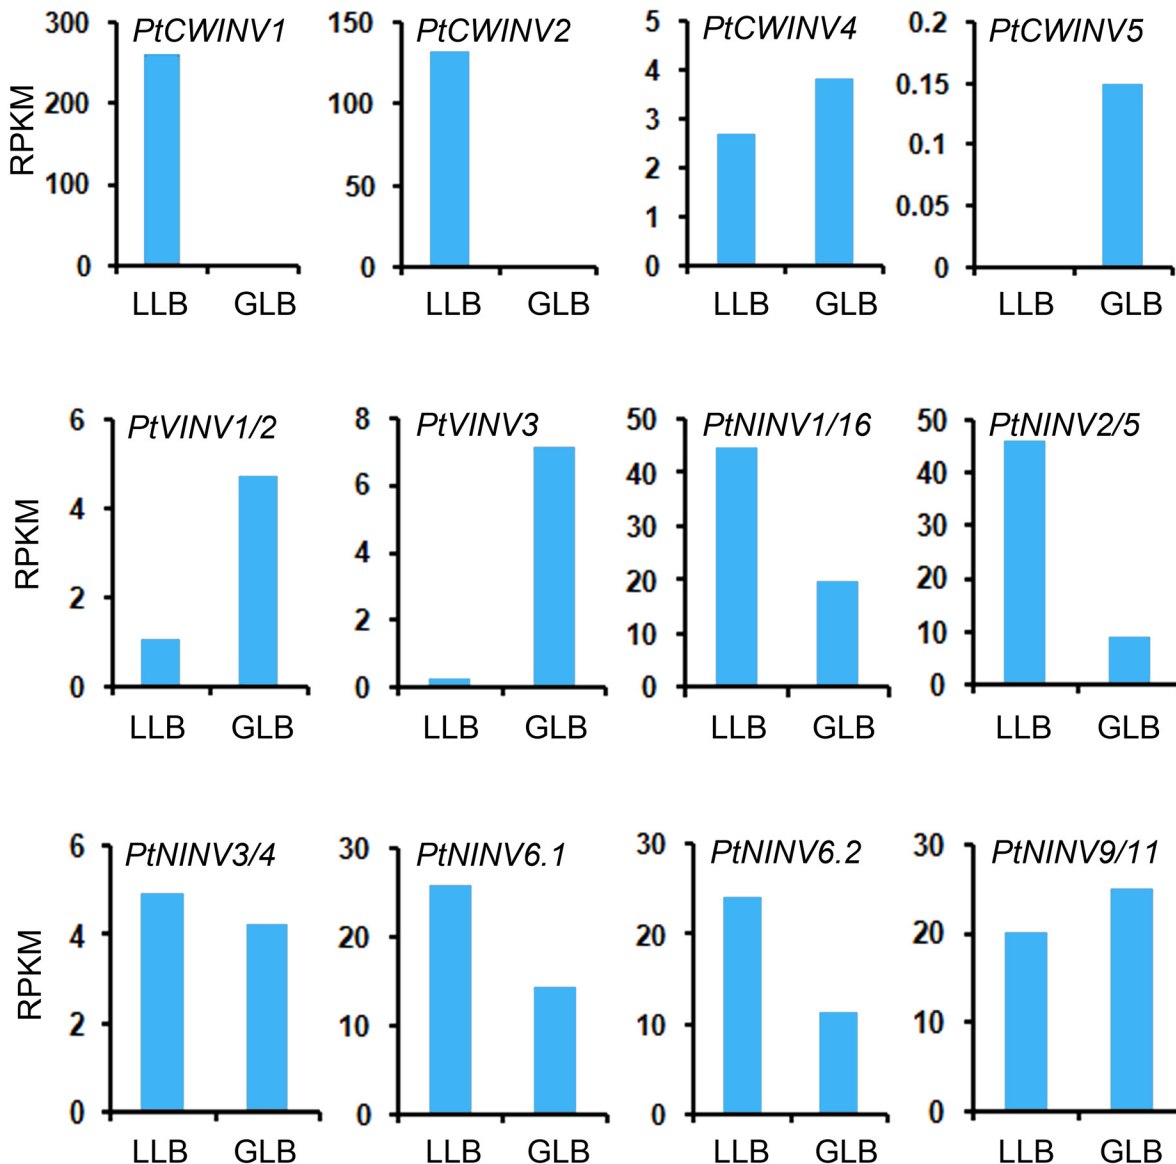 PtCWINV1 PtCWINV2 PtCWINV4 PtCWINV5
300 150 5 0.2
4 0.15
200 100
3
0.1
2
100 50 0.05
1
0 0 0 0
RPKM
LLB GLB LLB GLB LLB GLB LLB GLB
PtVINV1/2 PtVINV3 PtNINV1/16 PtNINV2/5
6 8 50 50
40 40
6
4
30 30
4
20 20
2 2
10 10
0 0 0 0
RPKM
LLB GLB LLB GLB LLB GLB LLB GLB
PtNINV3/4 PtNINV6.1 PtNINV6.2 PtNINV9/11
6 30 30 30
4 20 20 20
2 10 10 10
0 0 0 0
RPKM
LLB GLB LLB GLB LLB GLB LLB GLB